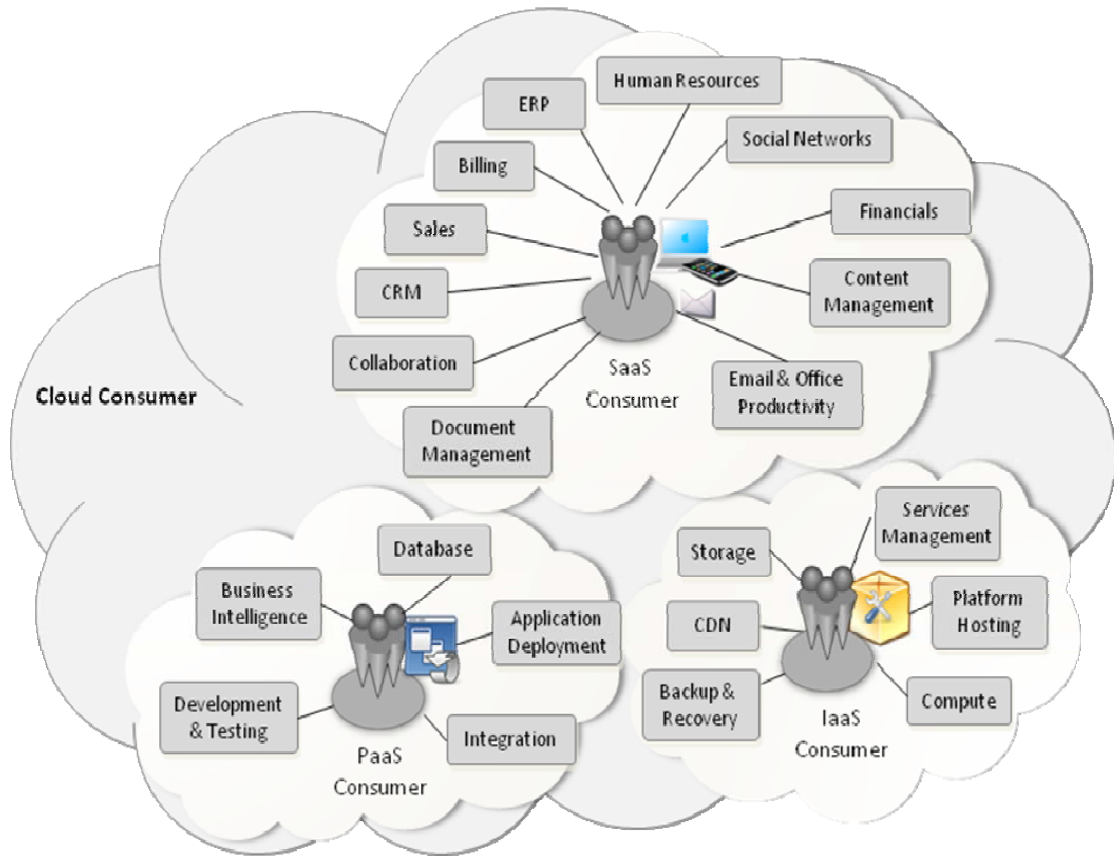 Human Resources
ERP
Social Networks
Billing
Financials
Sales
Content
Management
CRM
Collaboration
SaaS
Consumer
Email & Office
Productivity
Document
Management
Cloud Consumer
Database
Business
Intelligence
Application
Deployment
Development
& Testing
Integration
PaaS
Consumer
Services
Management
Storage
Platform
Hosting
CDN
Backup &
Recovery
Compute
IaaS
Consumer